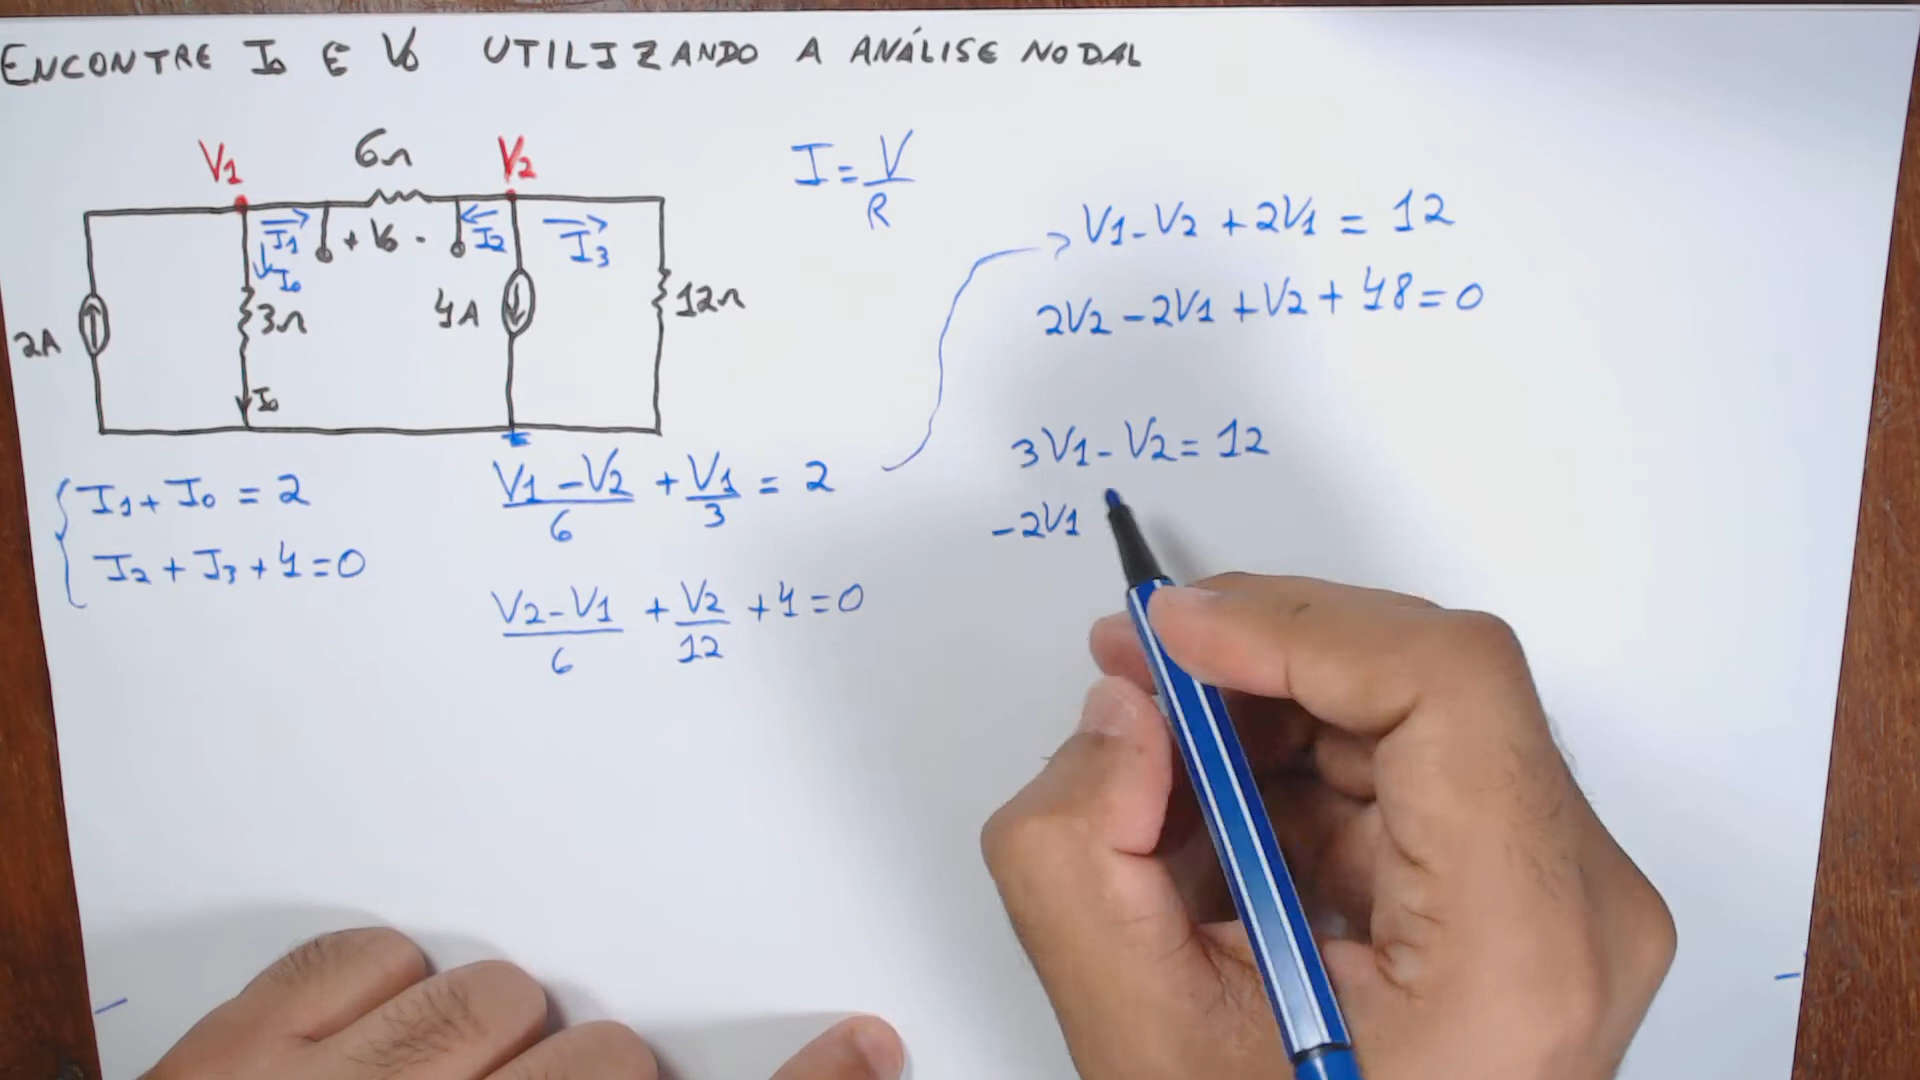 ENCONTRE Io E Vo UTILIZANDO A ANÁLISE NODAL
V1
6Ω
V2
I1
+ Vo -
I2
I3
Io
2A
3Ω
4A
12Ω
Io
I = V/R
I1 + Io = 2
I2 + I3 + 4 = 0
V1 - V2/6 + V1/3 = 2
V2 - V1/6 + V2/12 + 4 = 0
V1 - V2 + 2V1 = 12
2V2 - 2V1 + V2 + 48 = 0
3V1 - V2 = 12
-2V1